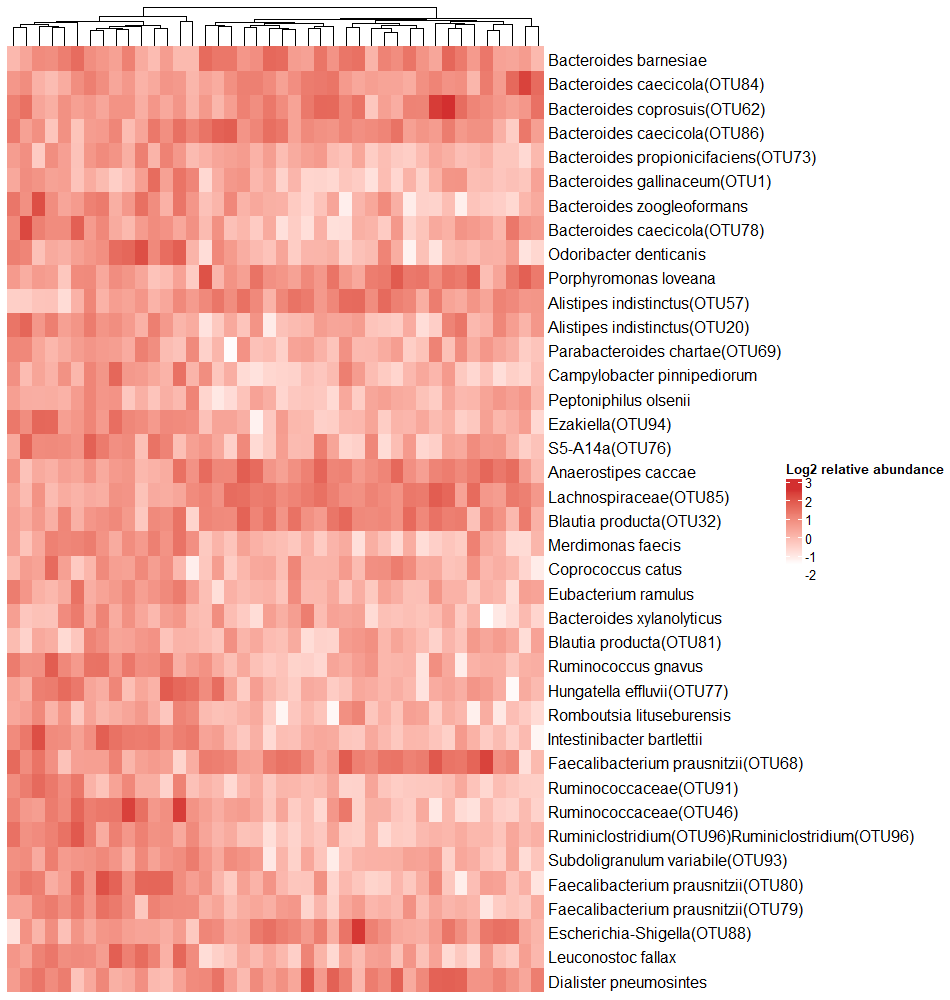 Bacteroides barnesiae
Bacteroides caecicola(OTU84)
Bacteroides coprosuis(OTU62)
Bacteroides caecicola(OTU86)
Bacteroides propionicifaciens(OTU73)
Bacteroides gallinaceum(OTU1)
Bacteroides zoogleoformans
Bacteroides caecicola(OTU78)
Odoribacter denticanis
Porphyromonas loveana
Alistipes indistinctus(OTU57)
Alistipes indistinctus(OTU20)
Parabacteroides chartae(OTU69)
Campylobacter pinnipediorum
Peptoniphilus olsenii
Ezakiella(OTU94)
S5-A14a(OTU76)
Anaerostipes caccae
Lachnospiraceae(OTU85)
Blautia producta(OTU32)
Merdimonas faecis
Coprococcus catus
Eubacterium ramulus
Bacteroides xylanolyticus
Blautia producta(OTU81)
Ruminococcus gnavus
Hungatella effluvii(OTU77)
Romboutsia lituseburensis
Intestinibacter bartlettii
Faecalibacterium prausnitzii(OTU68)
Ruminococcaceae(OTU91)
Ruminococcaceae(OTU46)
Ruminiclostridium(OTU96)Ruminiclostridium(OTU96)
Subdoligranulum variabile(OTU93)
Faecalibacterium prausnitzii(OTU80)
Faecalibacterium prausnitzii(OTU79)
Escherichia-Shigella(OTU88)
Leuconostoc fallax
Dialister pneumosintes
Log2 relative abundance
3
2
1
0
-1
-2